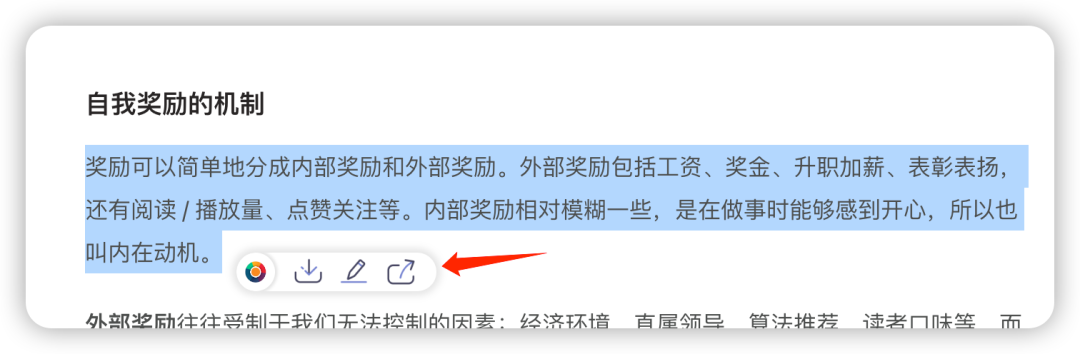 自我奖励的机制
奖励可以简单地分成内部奖励和外部奖励。外部奖励包括工资、奖金、升职加薪、表彰表扬，
还有阅读 / 播放量、点赞关注等。内部奖励相对模糊一些，是在做事时能够感到开心，所以也
叫内在动机。
外部奖励往往受制于我们无法控制的因素：经济环境、直属领导、算法推荐、读者口味等，而